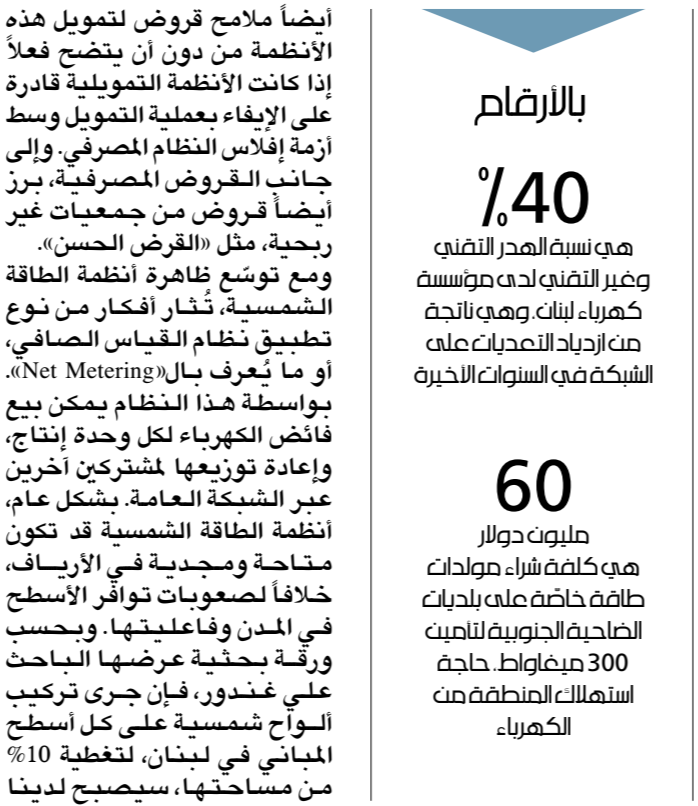 بالأرقام
%40
هي نسبة الهدر التقني
وغير التقني لدى مؤسسة
كهرباء لبنان. وهي ناتجة
من ازدياد التعديات على
الشبكة في السنوات الأخيرة
60
مليون دولار
هي كلفة شراء مولدات
طاقة خاصّة على بلديات
الضاحية الجنوبية لتأمين
300 ميغاواط. حاجة
استهلاك المنطقة من
الكهرباء
أيضاً ملامح قروض لتمويل هذه
الأنظمة من دون أن يتضح فعلاً
إذا كانت الأنظمة التمويلية قادرة
على الإيفاء بعملية التمويل وسط
أزمة إفلاس النظام المصرفي. وإلى
جانب القروض المصرفية، برز
أيضاً قروض من جمعيات غير
ربحية، مثل «القرض الحسن».
ومع توسّع ظاهرة أنظمة الطاقة
الشمسية، تُثار أفكار من نوع
تطبيق نظام القياس الصافي،
أو ما يُعرف بال«Net Metering».
بواسطة هذا النظام يمكن بيع
فائض الكهرباء لكل وحدة إنتاج،
وإعادة توزيعها لمشتركين آخرين
عبر الشبكة العامة. بشكل عام،
أنظمة الطاقة الشمسية قد تكون
متاحة ومجدية في الأرياف،
خلافاً لصعوبات توافر الأسطح
في المدن وفاعليتها. وبحسب
ورقة بحثية عرضها الباحث
علي غندور، فإن جرى تركيب
ألواح شمسية على كل أسطح
المباني في لبنان، لتغطية 10%
من مساحتها، سيصبح لدينا